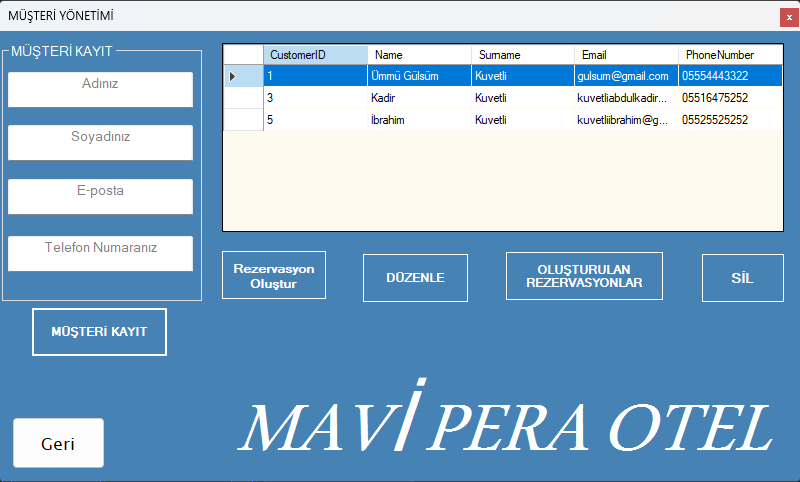 MÜŞTERİ YÖNETİMİ
MÜŞTERİ KAYIT
Adınız
Soyadınız
E-posta
Telefon Numaranız
MÜŞTERİ KAYIT
CustomerID Name Surname Email PhoneNumber
1 Ümmü Gülsüm Kuvetli gulsum@gmail.com 05554443322
3 Kadir Kuvetli kuvetliabdulkadir... 05516475252
5 İbrahim Kuvetli kuvetliibrahim@g... 05525525252
Rezervasyon
Oluştur
DÜZENLE
OLUŞTURULAN
REZERVASYONLAR
SİL
Geri
MAVİ PERA OTEL